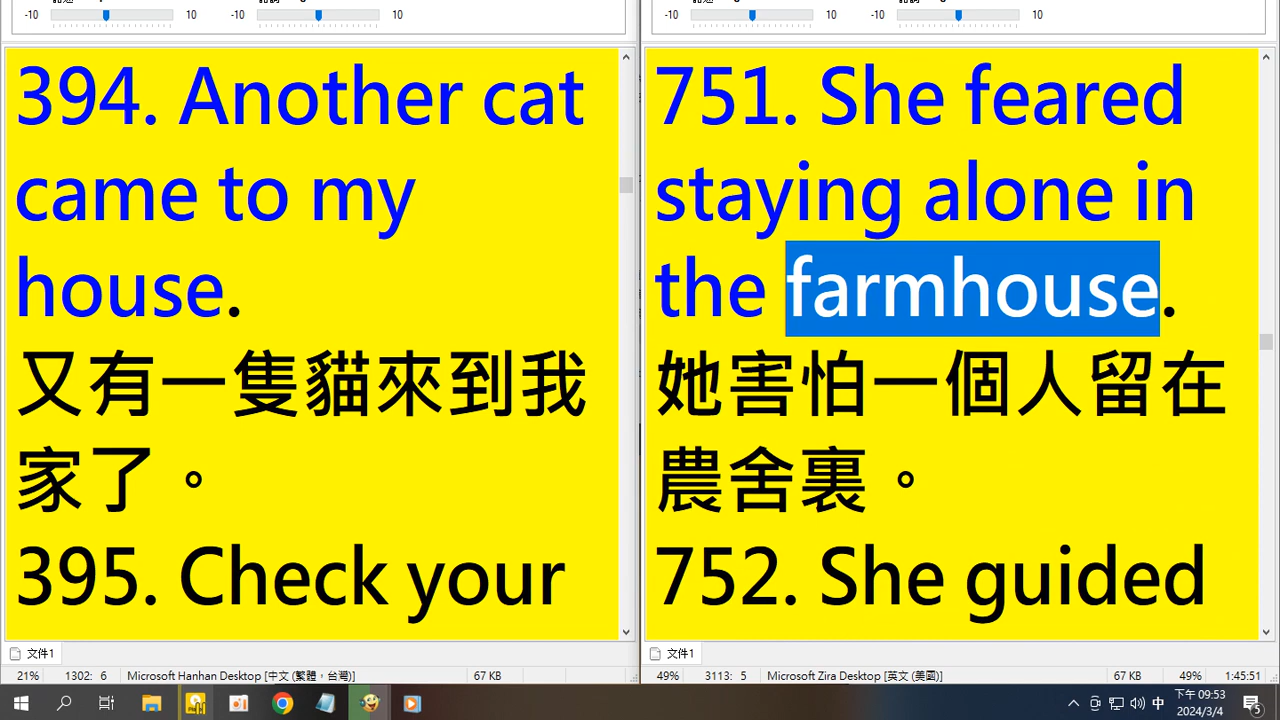 -10 10 -10 10
394. Another cat
came to my
house.
又有一隻貓來到我
家了。
395. Check your
文件1
21% 1302: 6 Microsoft Hanhan Desktop [中文 (繁體，台灣)] 67 KB
-10 10 -10 10
751. She feared
staying alone in
the farmhouse.
她害怕一個人留在
農舍裏。
752. She guided
文件1
49% 3113: 5 Microsoft Zira Desktop [英文 (美國)] 67 KB 49% 1:45:51
中
下午 09:53
2024/3/4
5